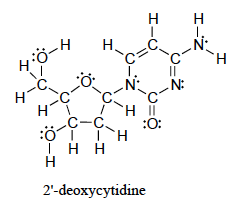 H H
H H C N H
O C C
H
C O N N
C C C
H H H
C C O
O H
H H
H
2'-deoxycytidine